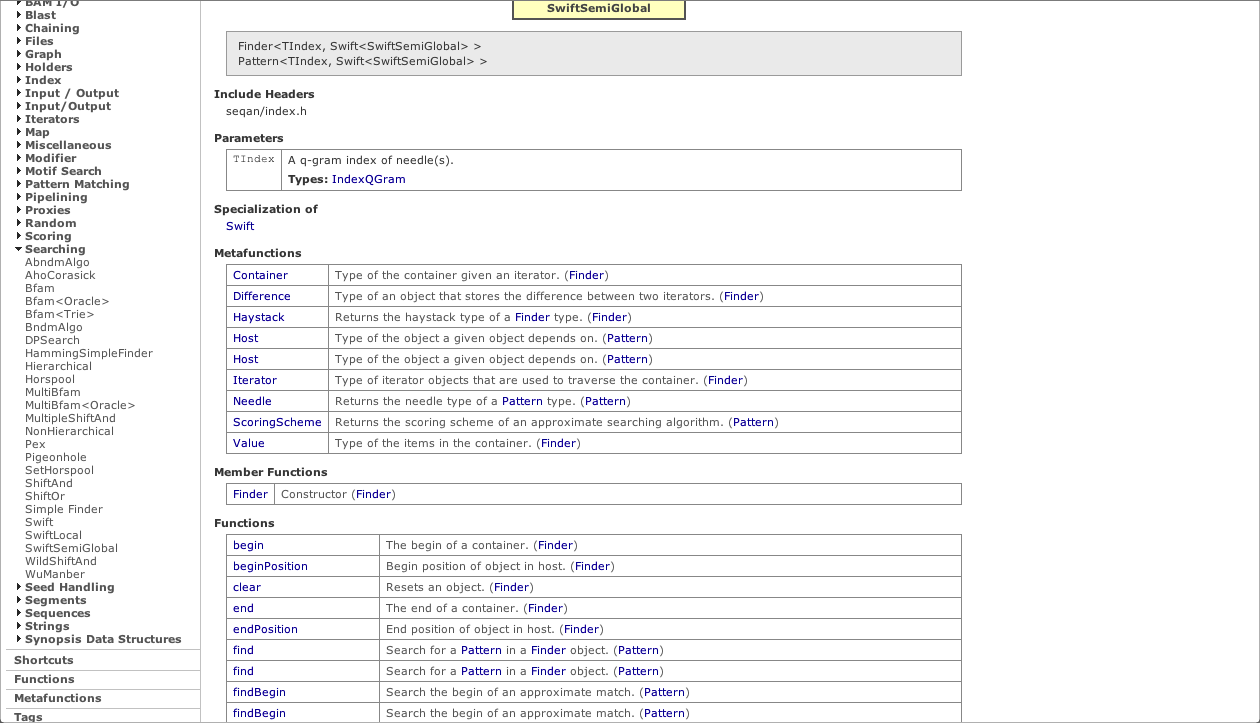 BAM I/O
Blast
Chaining
Files
Graph
Holders
Index
Input / Output
Input/Output
Iterators
Map
Miscellaneous
Modifier
Motif Search
Pattern Matching
Pipelining
Proxies
Random
Scoring
Searching
AbndmAlgo
AhoCorasick
Bfam
Bfam<Oracle>
Bfam<Trie>
BndmAlgo
DPSearch
HammingSimpleFinder
Hierarchical
Horspool
MultiBfam
MultiBfam<Oracle>
MultipleShiftAnd
NonHierarchical
Pex
Pigeonhole
SetHorspool
ShiftAnd
ShiftOr
Simple Finder
Swift
SwiftLocal
SwiftSemiGlobal
WildShiftAnd
WuManber
Seed Handling
Segments
Sequences
Strings
Synopsis Data Structures
Shortcuts
Functions
Metafunctions
Tags
SwiftSemiGlobal
Finder<TIndex, Swift<SwiftSemiGlobal> >
Pattern<TIndex, Swift<SwiftSemiGlobal> >
Include Headers
seqan/index.h
Parameters
TIndex A q-gram index of needle(s).
Types: IndexQGram
Specialization of
Swift
Metafunctions
Container Type of the container given an iterator. (Finder)
Difference Type of an object that stores the difference between two iterators. (Finder)
Haystack Returns the haystack type of a Finder type. (Finder)
Host Type of the object a given object depends on. (Pattern)
Host Type of the object a given object depends on. (Pattern)
Iterator Type of iterator objects that are used to traverse the container. (Finder)
Needle Returns the needle type of a Pattern type. (Pattern)
ScoringScheme Returns the scoring scheme of an approximate searching algorithm. (Pattern)
Value Type of the items in the container. (Finder)
Member Functions
Finder Constructor (Finder)
Functions
begin The begin of a container. (Finder)
beginPosition Begin position of object in host. (Finder)
clear Resets an object. (Finder)
end The end of a container. (Finder)
endPosition End position of object in host. (Finder)
find Search for a Pattern in a Finder object. (Pattern)
find Search for a Pattern in a Finder object. (Pattern)
findBegin Search the begin of an approximate match. (Pattern)
findBegin Search the begin of an approximate match. (Pattern)